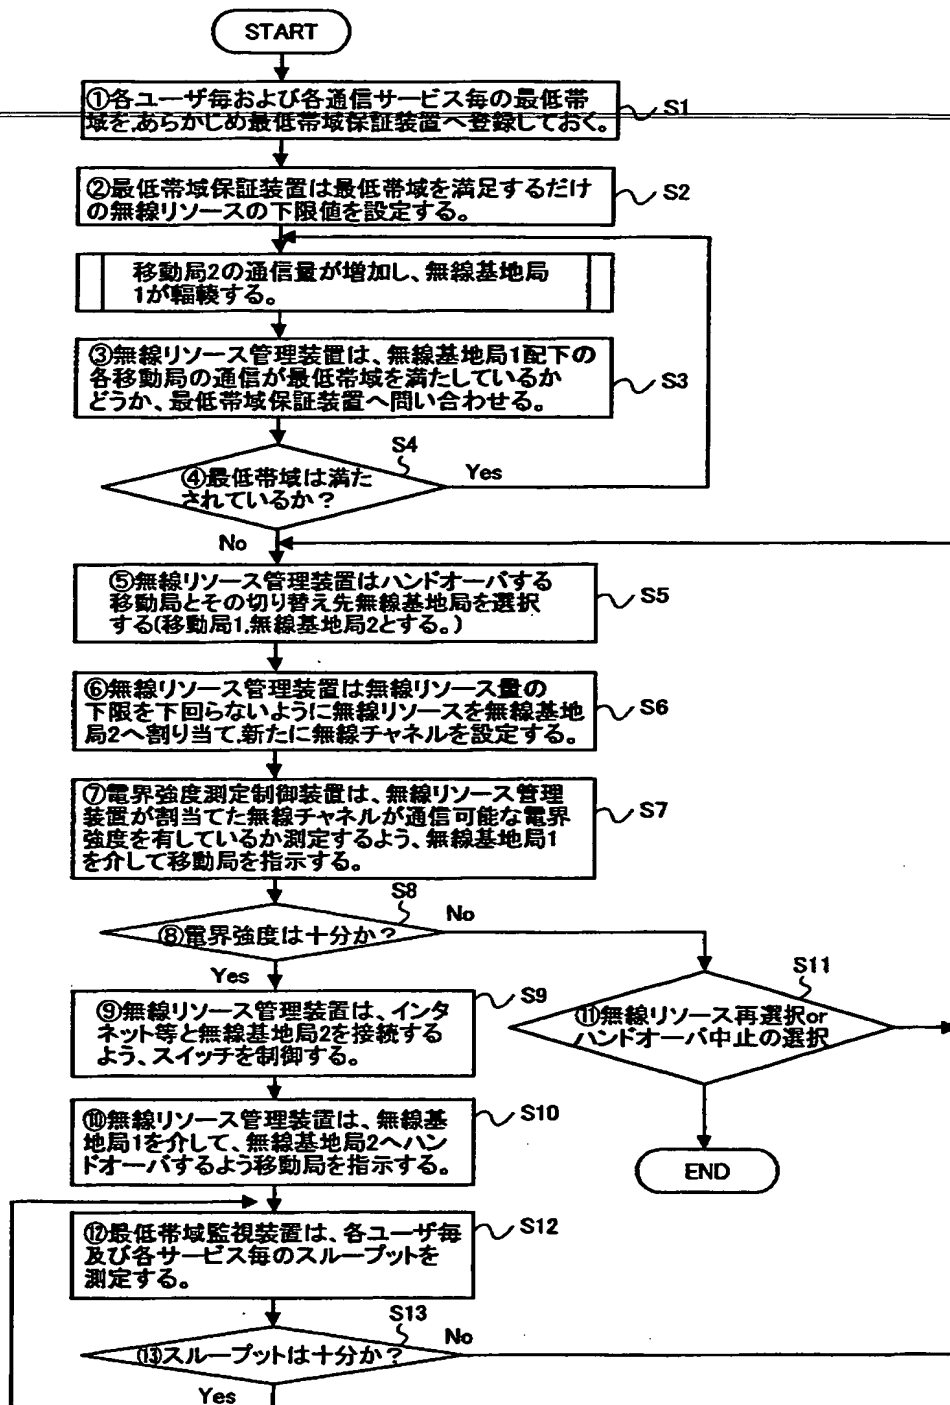 START
①各ユーザ毎および各通信サービス毎の最低帯
域を,あらかじめ最低帯域保証装置へ登録しておく。
S1
②最低帯域保証装置は最低帯域を満足するだけ
の無線リソースの下限値を設定する。
S2
移動局2の通信量が増加し、無線基地局
1が輻輳する。
③無線リソース管理装置は、無線基地局1配下の
各移動局の通信が最低帯域を満たしているか
どうか、最低帯域保証装置へ問い合わせる。
S3
S4
④最低帯域は満た
されているか?
Yes
No
⑤無線リソース管理装置はハンドオーバする
移動局とその切り替え先無線基地局を選択
する(移動局1,無線基地局2とする。)
S5
⑥無線リソース管理装置は無線リソース量の
下限を下回らないように無線リソースを無線基地
局2へ割り当て,新たに無線チャネルを設定する。
S6
⑦電界強度測定制御装置は、無線リソース管理
装置が割当てた無線チャネルが通信可能な電界
強度を有しているか測定するよう、無線基地局1
を介して移動局を指示する。
S7
S8
⑧電界強度は十分か?
No
Yes
⑨無線リソース管理装置は、インタ
ネット等と無線基地局2を接続する
よう、スイッチを制御する。
S9
S11
⑪無線リソース再選択or
ハンドオーバ中止の選択
⑩無線リソース管理装置は、無線基
地局1を介して、無線基地局2へハン
ドオーバするよう移動局を指示する。
S10
END
⑫最低帯域監視装置は、各ユーザ毎
及び各サービス毎のスループットを
測定する。
S12
S13
⑬スループットは十分か?
No
Yes